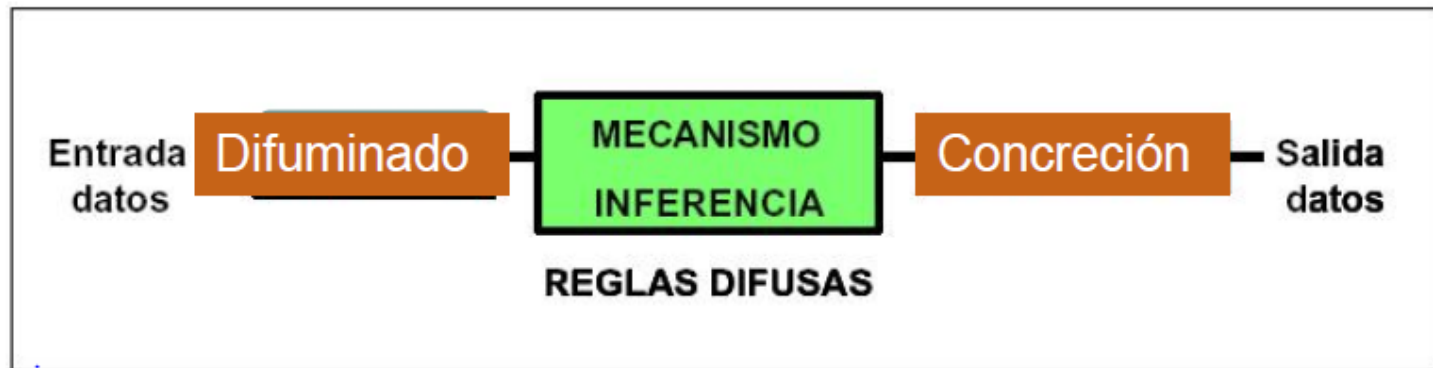 Entrada
datos
Difuminado
MECANISMO
INFERENCIA
REGLAS DIFUSAS
Concreción
Salida
datos